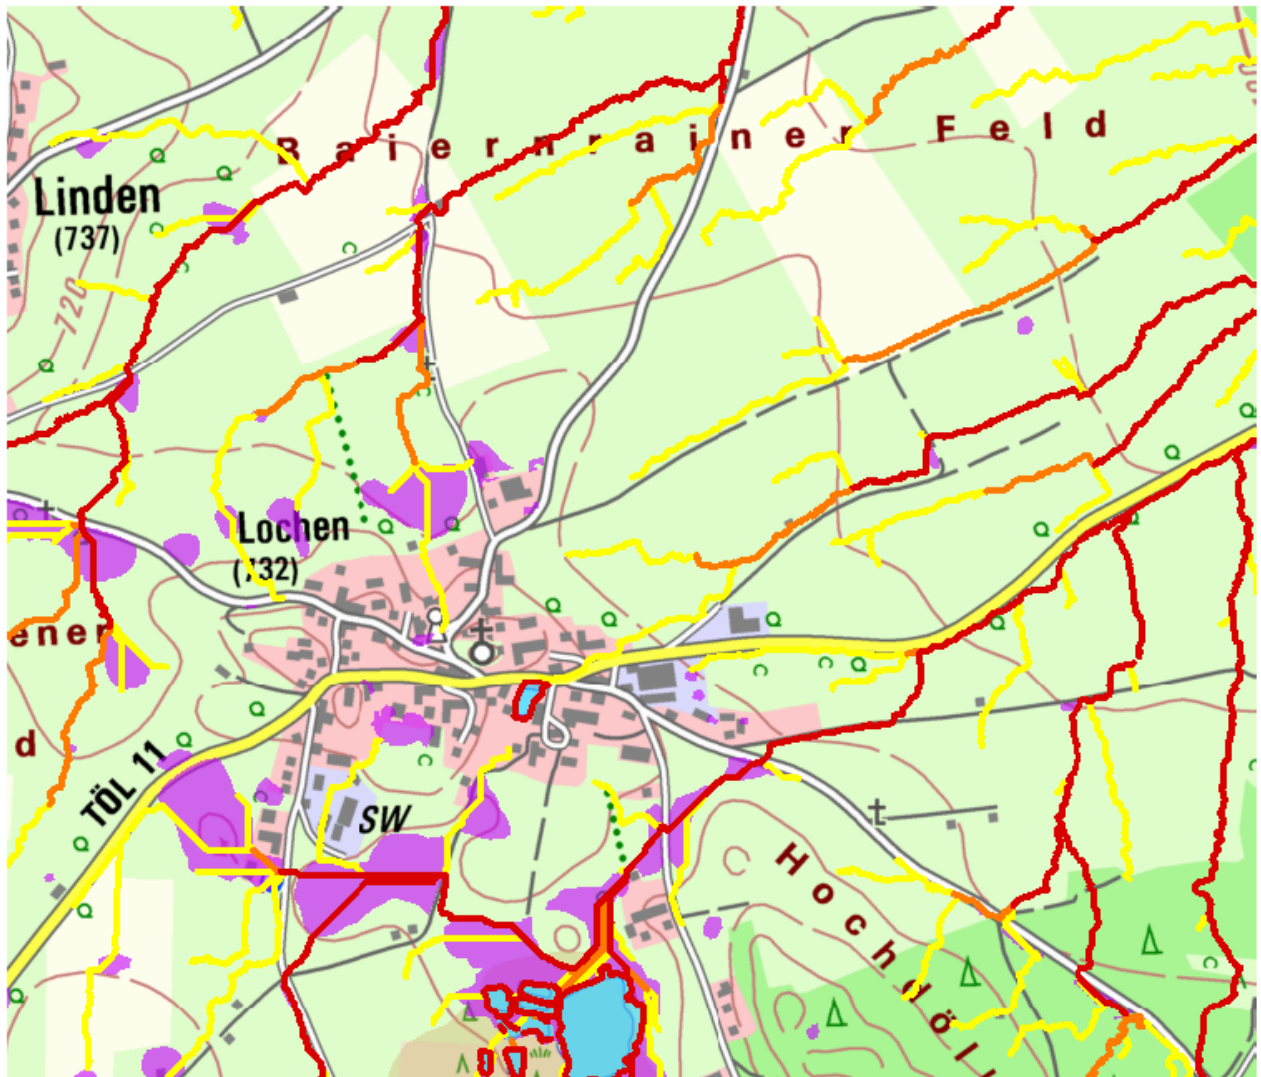 Baiernrainer Feld
Linden
(737)
720
Lochen
(732)
ener
d
TÖL 11
SW
Hochdöl